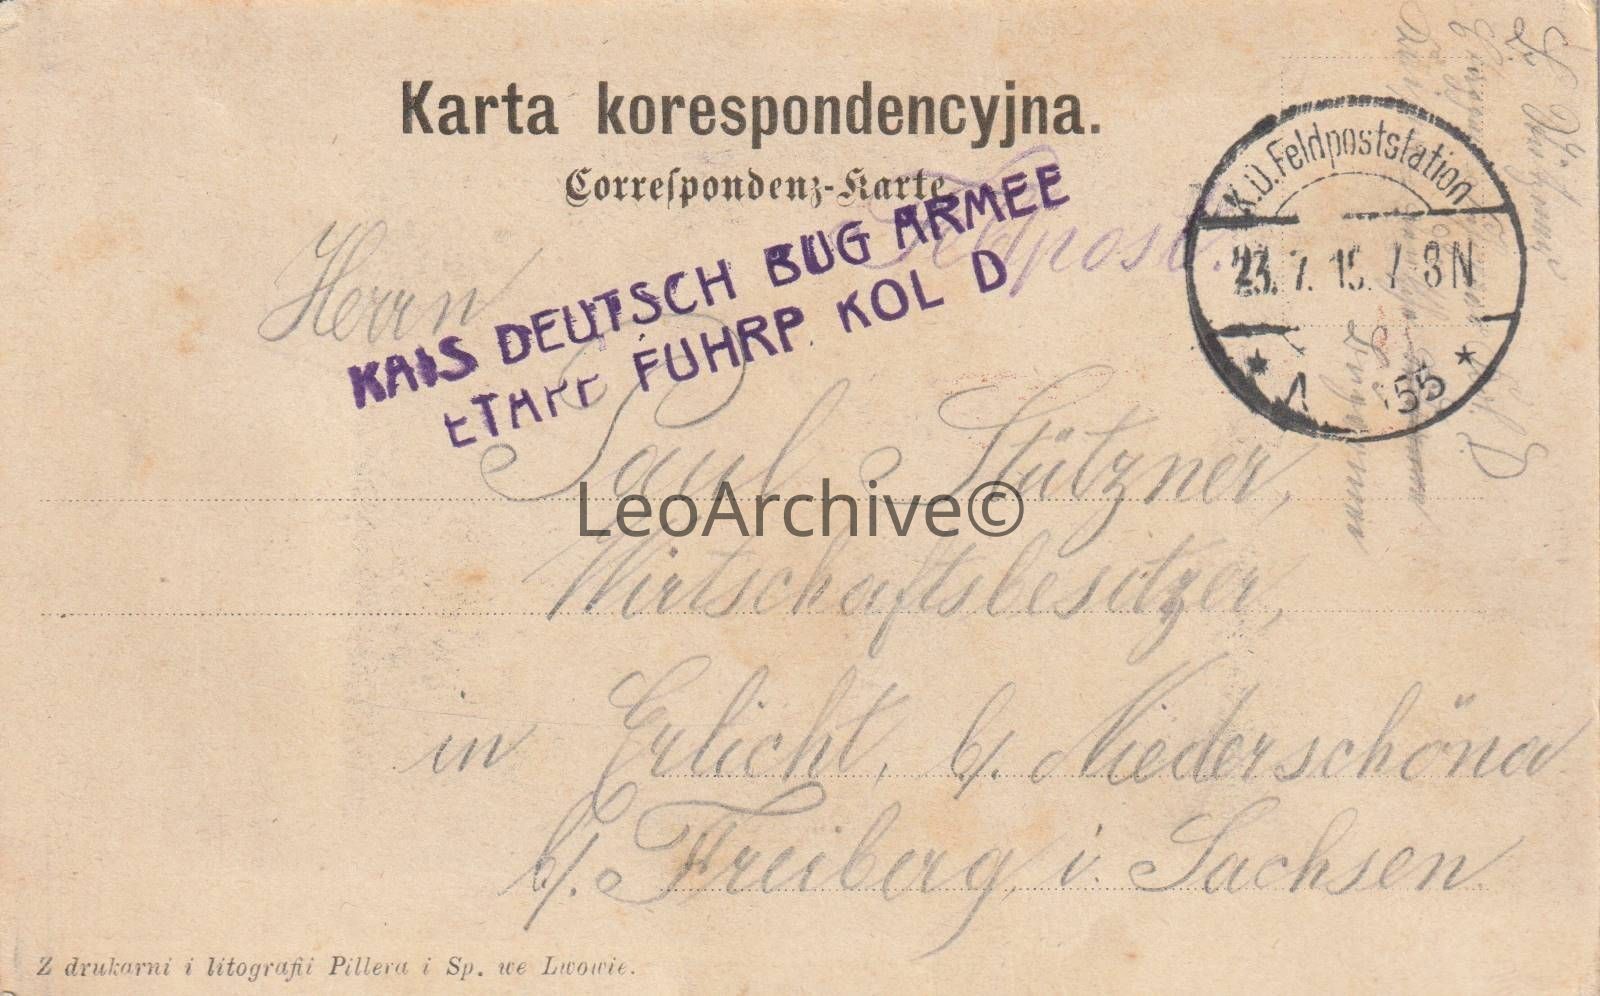 Karta korespondencyjna.
Correspondenz-Karte
Feldpost.
KAIS DEUTSCH BUG ARMEE
ETAPP FUHRP. KOL D
K.u.Feldpoststation
23.7.15. 7-8N
155
Herrn
Paul Stützner,
Wirtschaftsbesitzer,
in Erlicht, b/. Niederschöna
b/. Freiberg, i. Sachsen.
Z drukarni i litografii Pillera i Sp. we Lwowie.
LeoArchive©